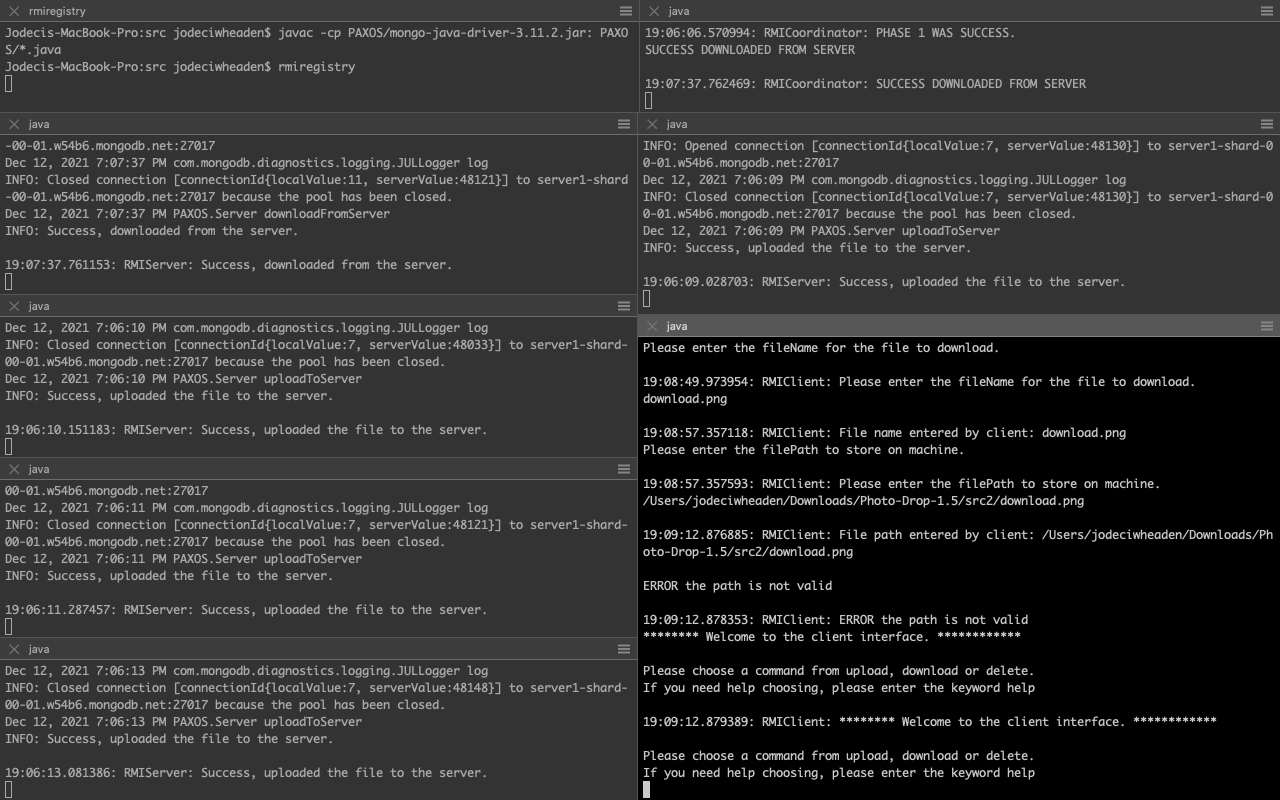 rmiregistry
Jodecis-MacBook-Pro:src jodeciwheaden$ javac -cp PAXOS/mongo-java-driver-3.11.2.jar: PAXO
S/*.java
Jodecis-MacBook-Pro:src jodeciwheaden$ rmiregistry
java
19:06:06.570994: RMICoordinator: PHASE 1 WAS SUCCESS.
SUCCESS DOWNLOADED FROM SERVER
19:07:37.762469: RMICoordinator: SUCCESS DOWNLOADED FROM SERVER
java
-00-01.w54b6.mongodb.net:27017
Dec 12, 2021 7:07:37 PM com.mongodb.diagnostics.logging.JULLogger log
INFO: Closed connection [connectionId{localValue:11, serverValue:48121}] to server1-shard
-00-01.w54b6.mongodb.net:27017 because the pool has been closed.
Dec 12, 2021 7:07:37 PM PAXOS.Server downloadFromServer
INFO: Success, downloaded from the server.
19:07:37.761153: RMIServer: Success, downloaded from the server.
java
INFO: Opened connection [connectionId{localValue:7, serverValue:48130}] to server1-shard-0
0-01.w54b6.mongodb.net:27017
Dec 12, 2021 7:06:09 PM com.mongodb.diagnostics.logging.JULLogger log
INFO: Closed connection [connectionId{localValue:7, serverValue:48130}] to server1-shard-0
0-01.w54b6.mongodb.net:27017 because the pool has been closed.
Dec 12, 2021 7:06:09 PM PAXOS.Server uploadToServer
INFO: Success, uploaded the file to the server.
19:06:09.028703: RMIServer: Success, uploaded the file to the server.
java
Dec 12, 2021 7:06:10 PM com.mongodb.diagnostics.logging.JULLogger log
INFO: Closed connection [connectionId{localValue:7, serverValue:48033}] to server1-shard-
00-01.w54b6.mongodb.net:27017 because the pool has been closed.
Dec 12, 2021 7:06:10 PM PAXOS.Server uploadToServer
INFO: Success, uploaded the file to the server.
19:06:10.151183: RMIServer: Success, uploaded the file to the server.
java
00-01.w54b6.mongodb.net:27017
Dec 12, 2021 7:06:11 PM com.mongodb.diagnostics.logging.JULLogger log
INFO: Closed connection [connectionId{localValue:7, serverValue:48121}] to server1-shard-
00-01.w54b6.mongodb.net:27017 because the pool has been closed.
Dec 12, 2021 7:06:11 PM PAXOS.Server uploadToServer
INFO: Success, uploaded the file to the server.
19:06:11.287457: RMIServer: Success, uploaded the file to the server.
java
Dec 12, 2021 7:06:13 PM com.mongodb.diagnostics.logging.JULLogger log
INFO: Closed connection [connectionId{localValue:7, serverValue:48148}] to server1-shard-
00-01.w54b6.mongodb.net:27017 because the pool has been closed.
Dec 12, 2021 7:06:13 PM PAXOS.Server uploadToServer
INFO: Success, uploaded the file to the server.
19:06:13.081386: RMIServer: Success, uploaded the file to the server.
java
Please enter the fileName for the file to download.
19:08:49.973954: RMIClient: Please enter the fileName for the file to download.
download.png
19:08:57.357118: RMIClient: File name entered by client: download.png
Please enter the filePath to store on machine.
19:08:57.357593: RMIClient: Please enter the filePath to store on machine.
/Users/jodeciwheaden/Downloads/Photo-Drop-1.5/src2/download.png
19:09:12.876885: RMIClient: File path entered by client: /Users/jodeciwheaden/Downloads/Ph
oto-Drop-1.5/src2/download.png
ERROR the path is not valid
19:09:12.878353: RMIClient: ERROR the path is not valid
******** Welcome to the client interface. ************
Please choose a command from upload, download or delete.
If you need help choosing, please enter the keyword help
19:09:12.879389: RMIClient: ******** Welcome to the client interface. ************
Please choose a command from upload, download or delete.
If you need help choosing, please enter the keyword help